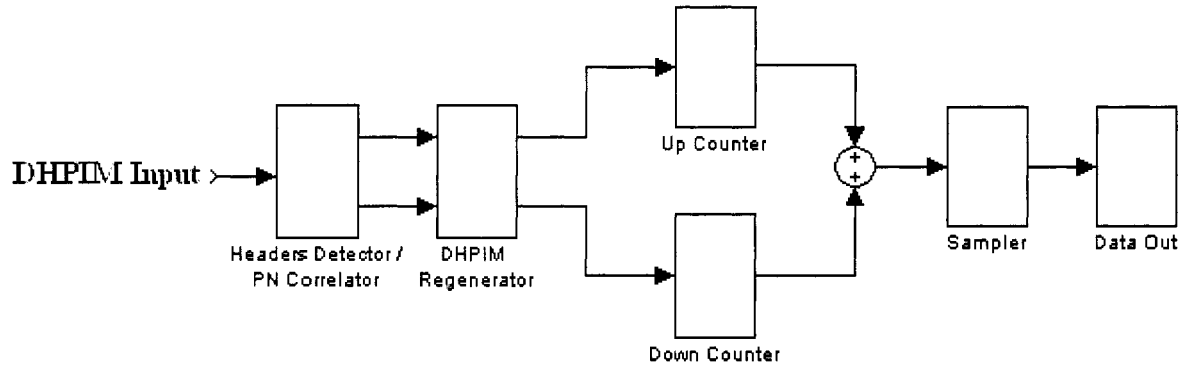 DHPIM Input
Headers Detector /
PN Correlator
DHPIM
Regenerator
Up Counter
Down Counter
+
+
Sampler
Data Out